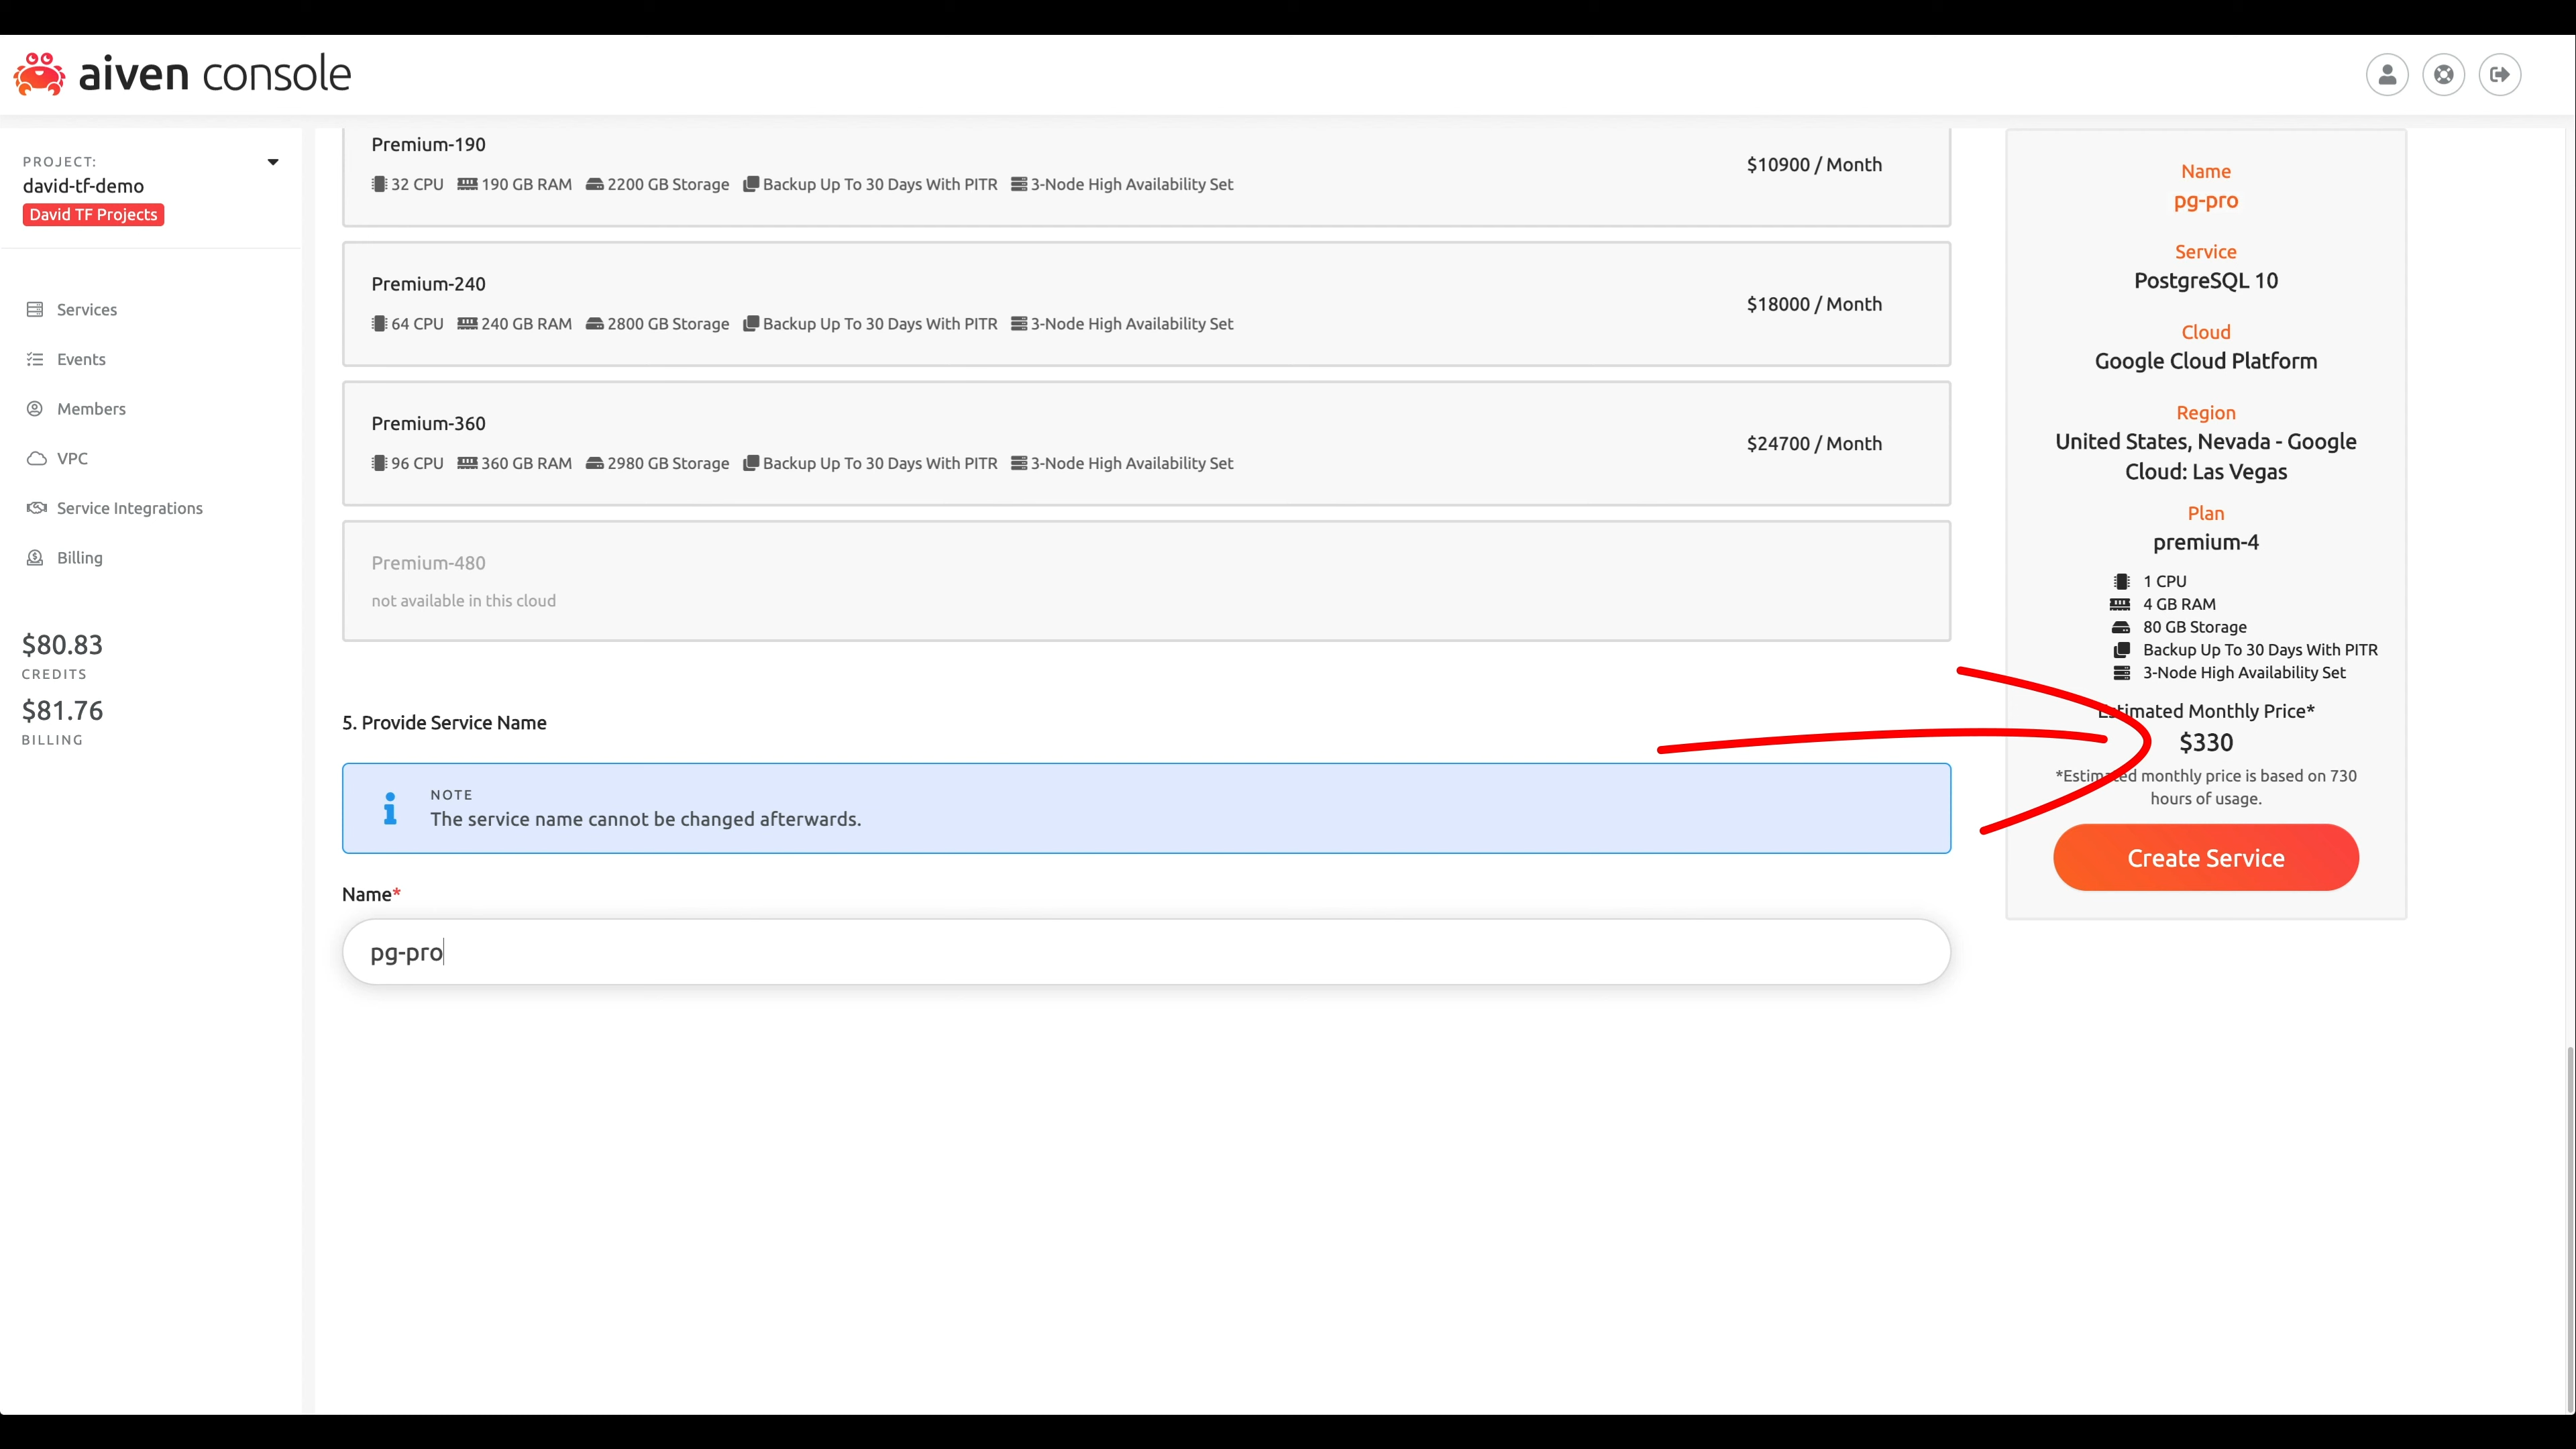 aiven console
PROJECT:
david-tf-demo
David TF Projects
Services
Events
Members
VPC
Service Integrations
Billing
$80.83
CREDITS
$81.76
BILLING
Premium-190
32 CPU 190 GB RAM 2200 GB Storage Backup Up To 30 Days With PITR 3-Node High Availability Set
$10900 / Month
Premium-240
64 CPU 240 GB RAM 2800 GB Storage Backup Up To 30 Days With PITR 3-Node High Availability Set
$18000 / Month
Premium-360
96 CPU 360 GB RAM 2980 GB Storage Backup Up To 30 Days With PITR 3-Node High Availability Set
$24700 / Month
Premium-480
not available in this cloud
5. Provide Service Name
NOTE
The service name cannot be changed afterwards.
Name*
pg-pro
Name
pg-pro
Service
PostgreSQL 10
Cloud
Google Cloud Platform
Region
United States, Nevada - Google
Cloud: Las Vegas
Plan
premium-4
1 CPU
4 GB RAM
80 GB Storage
Backup Up To 30 Days With PITR
3-Node High Availability Set
Estimated Monthly Price*
$330
*Estimated monthly price is based on 730
hours of usage.
Create Service